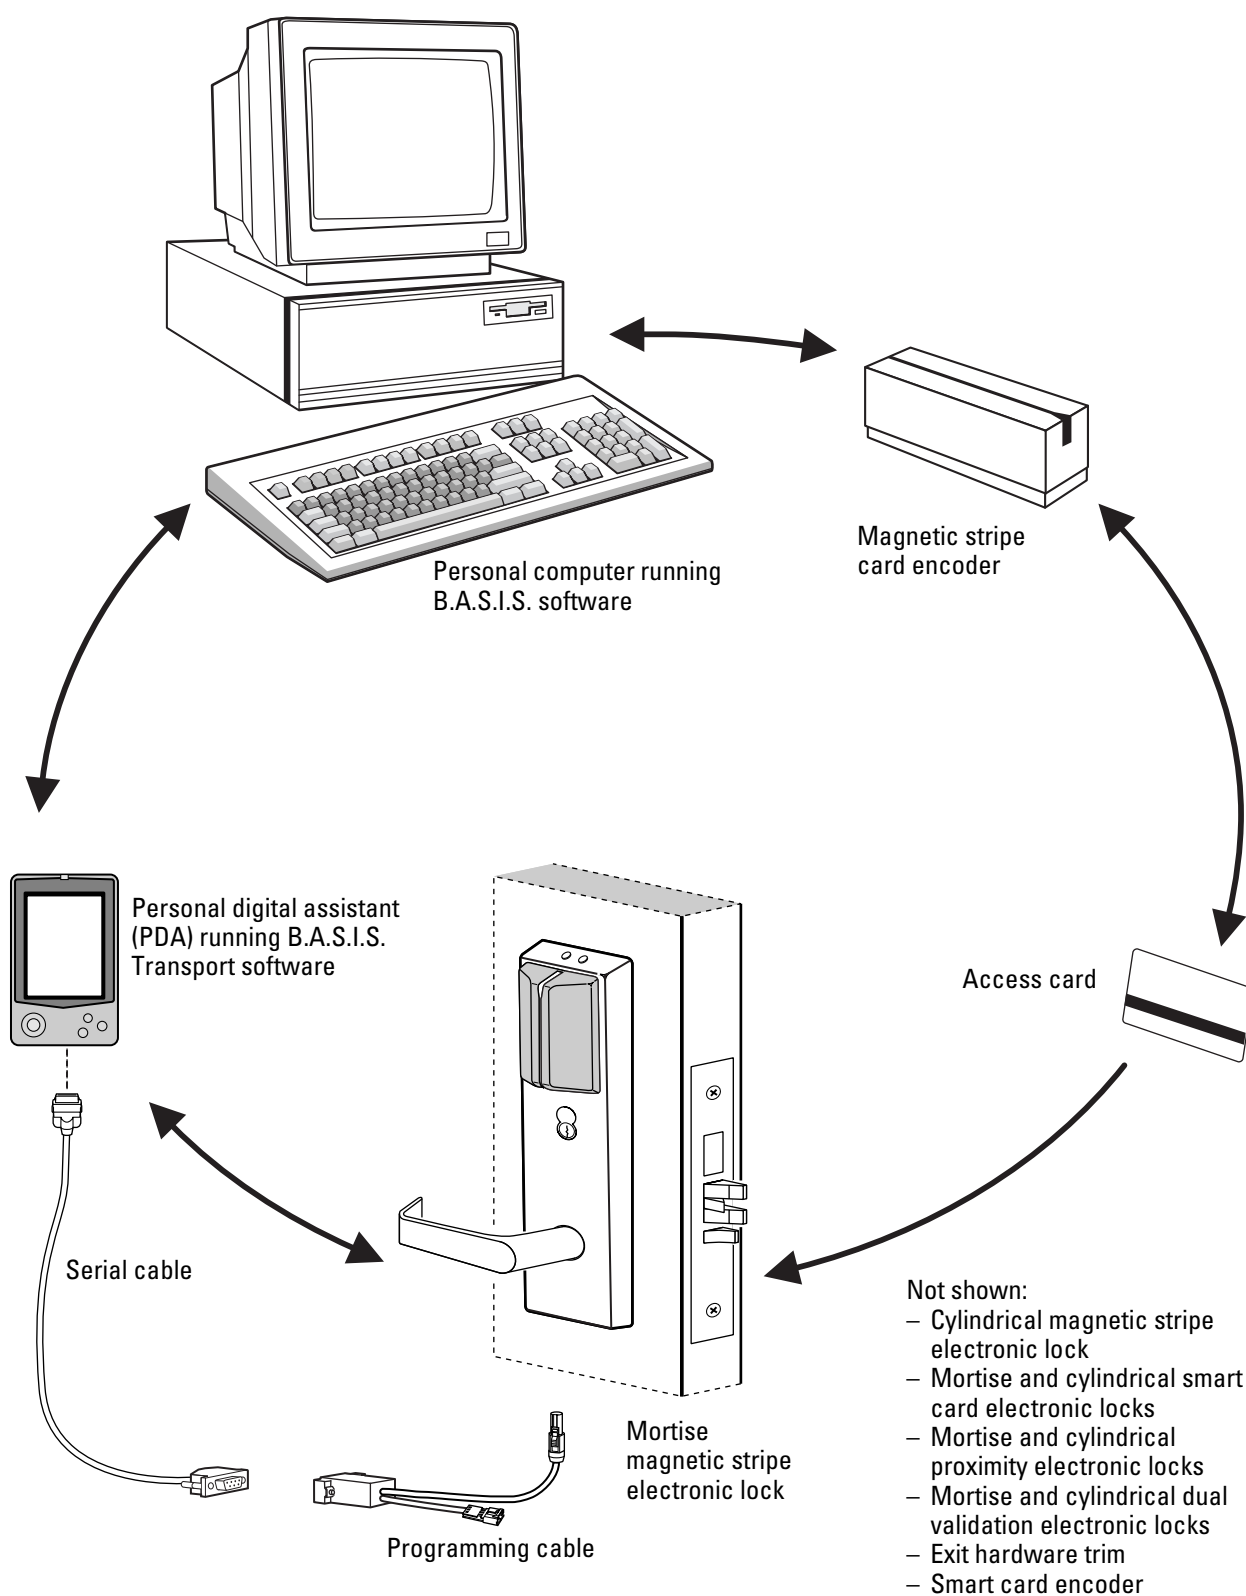 Magnetic stripe
card encoder
Personal computer running
B.A.S.I.S. software
Personal digital assistant
(PDA) running B.A.S.I.S.
Transport software
Access card
Serial cable
Mortise
magnetic stripe
electronic lock
Programming cable
Not shown:
– Cylindrical magnetic stripe
electronic lock
– Mortise and cylindrical smart
card electronic locks
– Mortise and cylindrical
proximity electronic locks
– Mortise and cylindrical dual
validation electronic locks
– Exit hardware trim
– Smart card encoder